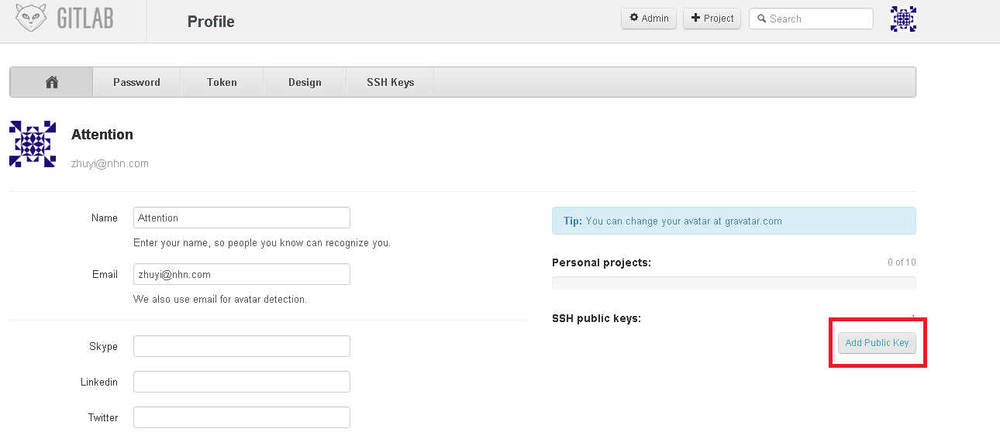 GITLAB
Profile
Admin
Project
Search
Password
Token
Design
SSH Keys
Attention
zhuyi@nhn.com
Name
Attention
Enter your name, so people you know can recognize you.
Email
zhuyi@nhn.com
We also use email for avatar detection.
Skype
Linkedin
Twitter
Tip: You can change your avatar at gravatar.com
Personal projects:
0 of 10
SSH public keys:
Add Public Key